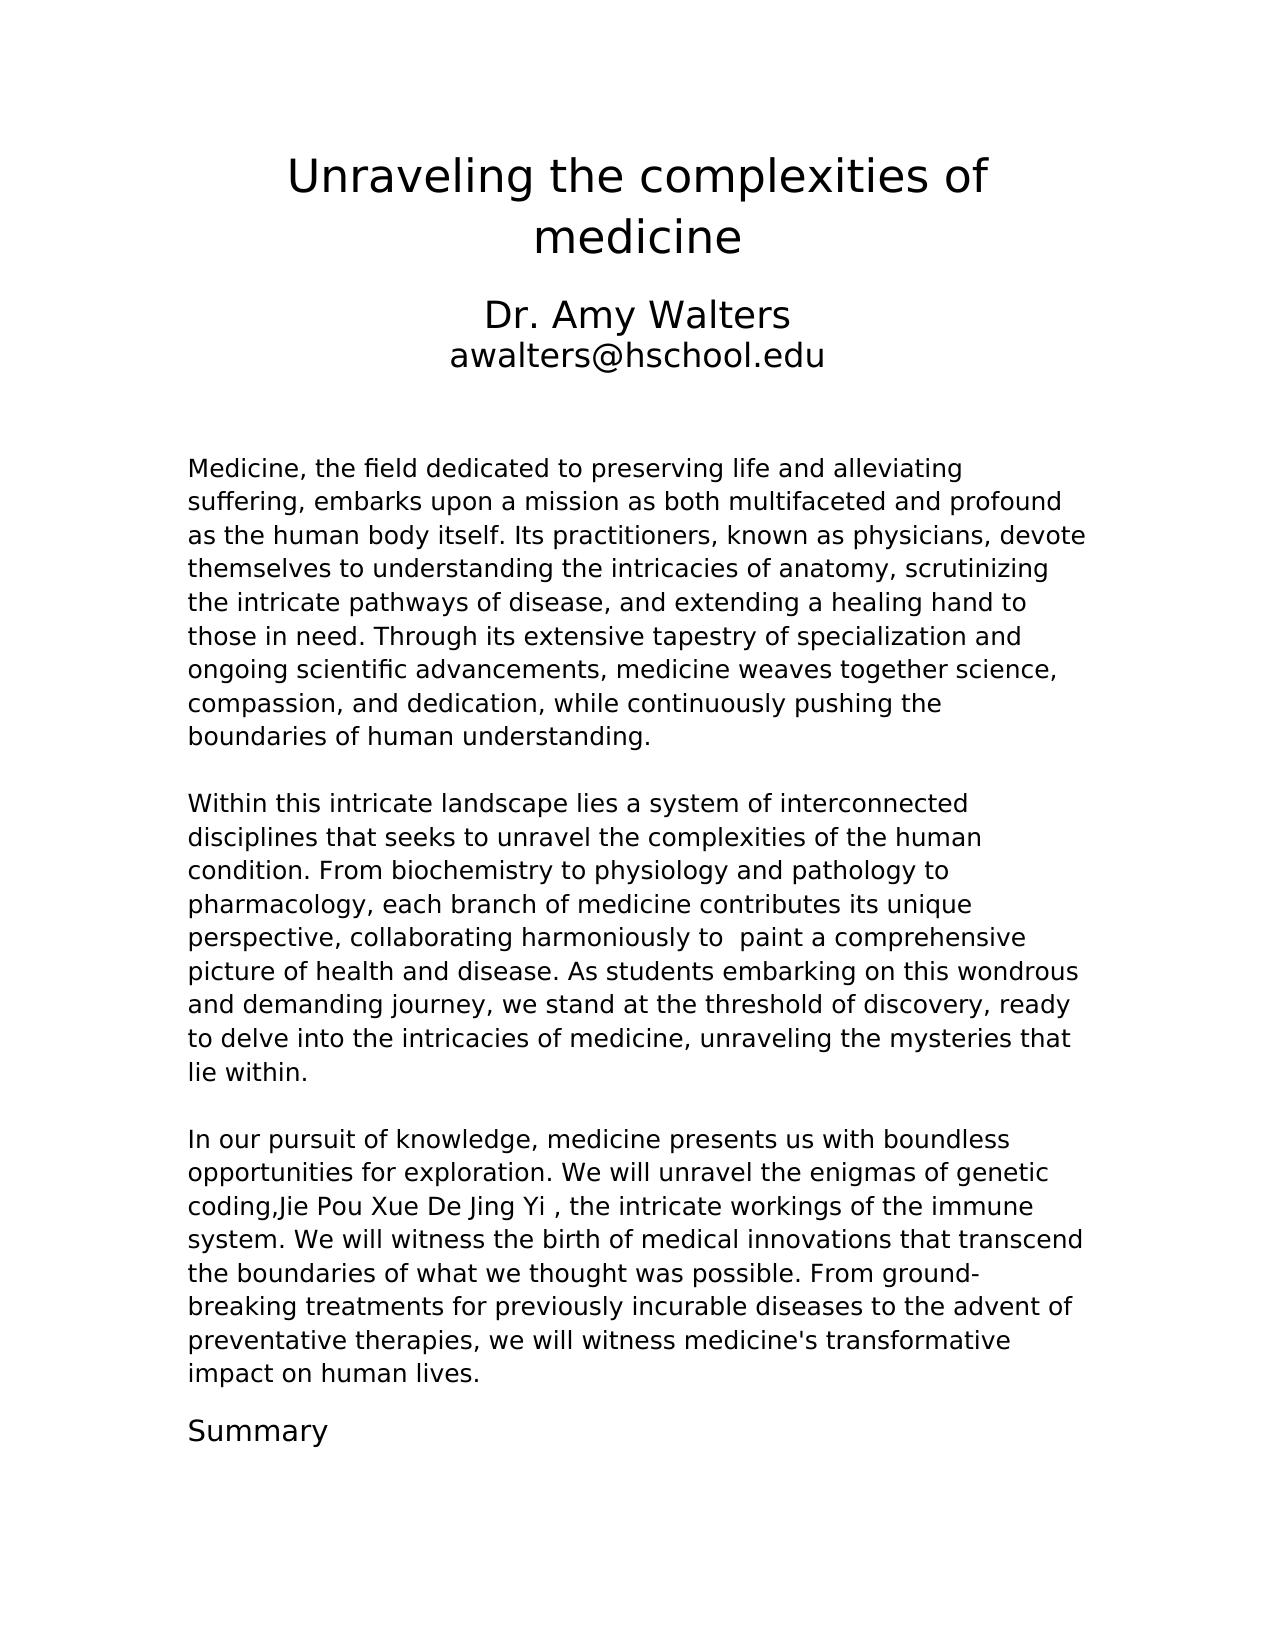 Unraveling the complexities of
medicine
Dr. Amy Walters
awalters@hschool.edu
Medicine, the field dedicated to preserving life and alleviating
suffering, embarks upon a mission as both multifaceted and profound
as the human body itself. Its practitioners, known as physicians, devote
themselves to understanding the intricacies of anatomy, scrutinizing
the intricate pathways of disease, and extending a healing hand to
those in need. Through its extensive tapestry of specialization and
ongoing scientific advancements, medicine weaves together science,
compassion, and dedication, while continuously pushing the
boundaries of human understanding.
Within this intricate landscape lies a system of interconnected
disciplines that seeks to unravel the complexities of the human
condition. From biochemistry to physiology and pathology to
pharmacology, each branch of medicine contributes its unique
perspective, collaborating harmoniously to  paint a comprehensive
picture of health and disease. As students embarking on this wondrous
and demanding journey, we stand at the threshold of discovery, ready
to delve into the intricacies of medicine, unraveling the mysteries that
lie within.
In our pursuit of knowledge, medicine presents us with boundless
opportunities for exploration. We will unravel the enigmas of genetic
coding,Jie Pou Xue De Jing Yi , the intricate workings of the immune
system. We will witness the birth of medical innovations that transcend
the boundaries of what we thought was possible. From ground-
breaking treatments for previously incurable diseases to the advent of
preventative therapies, we will witness medicine's transformative
impact on human lives.
Summary